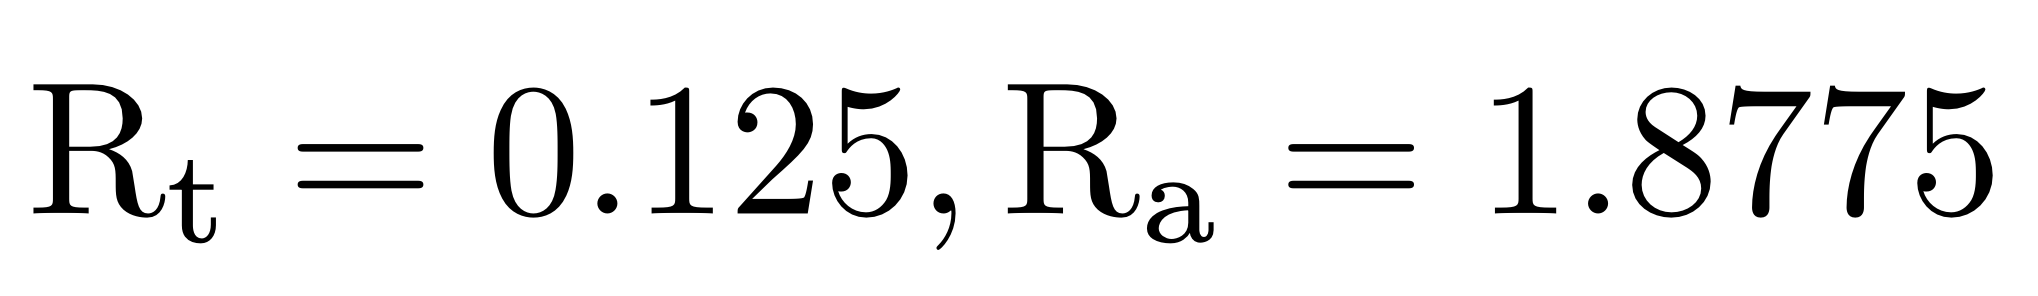 R_t = 0.125, R_a = 1.8775